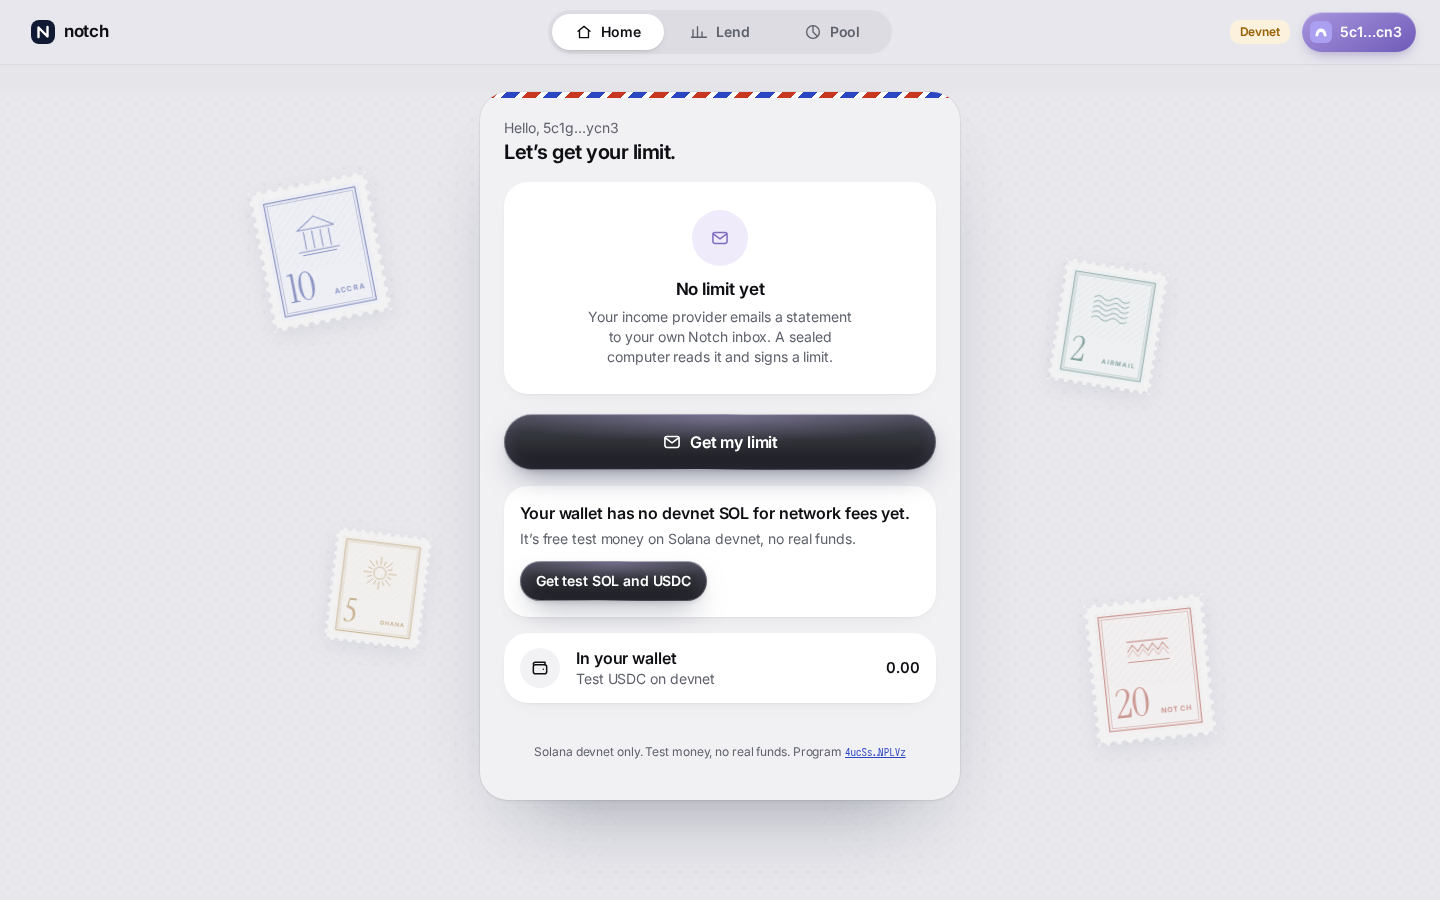 notch
Home
Lend
Pool
Devnet
5c1...cn3
Hello, 5c1g...ycn3
Let's get your limit.
No limit yet
Your income provider emails a statement
to your own Notch inbox. A sealed
computer reads it and signs a limit.
Get my limit
Your wallet has no devnet SOL for network fees yet.
It's free test money on Solana devnet, no real funds.
Get test SOL and USDC
In your wallet
Test USDC on devnet
0.00
Solana devnet only. Test money, no real funds. Program 4ucSs…NPLVz
10
ACCRA
2
AIRMAIL
5
GHANA
20
NOTCH